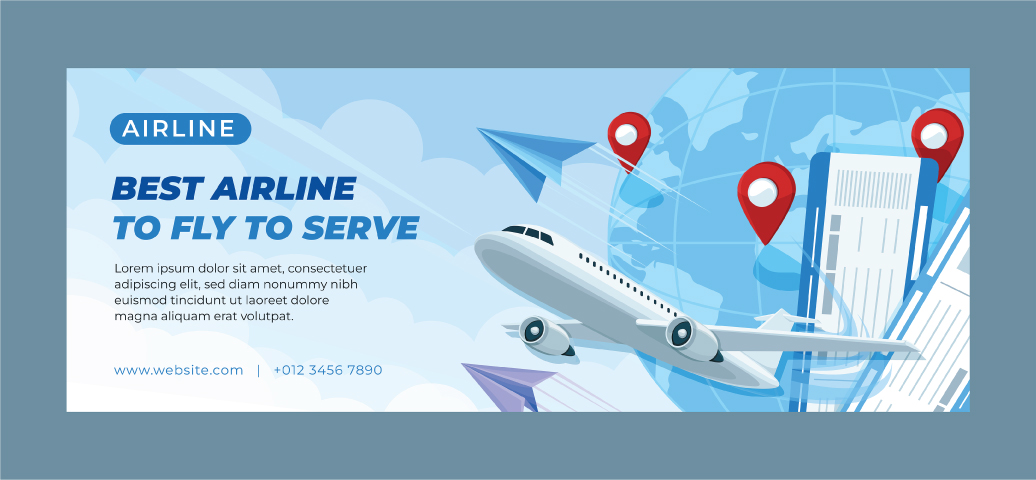 AIRLINE
BEST AIRLINE
TO FLY TO SERVE
Lorem ipsum dolor sit amet, consectetuer
adipiscing elit, sed diam nonummy nibh
euismod tincidunt ut laoreet dolore
magna aliquam erat volutpat.
www.website.com | +012 3456 7890